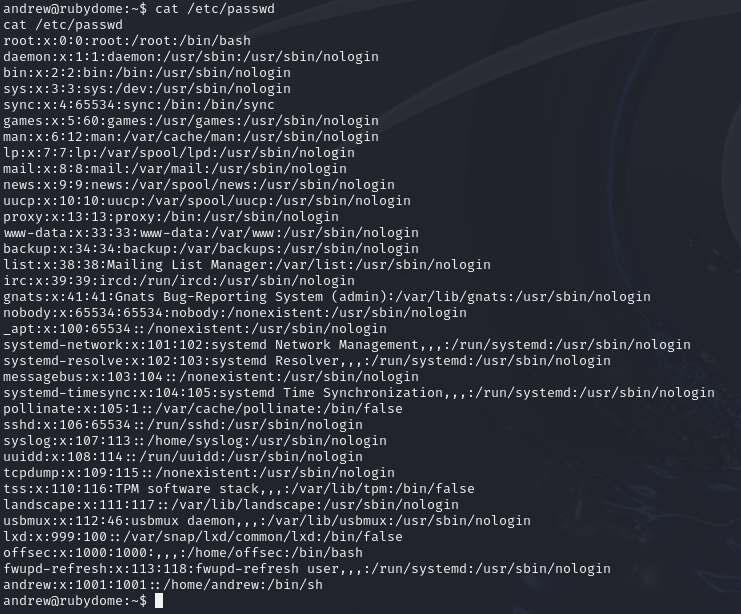 andrew@rubydome:~$ cat /etc/passwd
cat /etc/passwd
root:x:0:0:root:/root:/bin/bash
daemon:x:1:1:daemon:/usr/sbin:/usr/sbin/nologin
bin:x:2:2:bin:/bin:/usr/sbin/nologin
sys:x:3:3:sys:/dev:/usr/sbin/nologin
sync:x:4:65534:sync:/bin:/bin/sync
games:x:5:60:games:/usr/games:/usr/sbin/nologin
man:x:6:12:man:/var/cache/man:/usr/sbin/nologin
lp:x:7:7:lp:/var/spool/lpd:/usr/sbin/nologin
mail:x:8:8:mail:/var/mail:/usr/sbin/nologin
news:x:9:9:news:/var/spool/news:/usr/sbin/nologin
uucp:x:10:10:uucp:/var/spool/uucp:/usr/sbin/nologin
proxy:x:13:13:proxy:/bin:/usr/sbin/nologin
www-data:x:33:33:www-data:/var/www:/usr/sbin/nologin
backup:x:34:34:backup:/var/backups:/usr/sbin/nologin
list:x:38:38:Mailing List Manager:/var/list:/usr/sbin/nologin
irc:x:39:39:ircd:/run/ircd:/usr/sbin/nologin
gnats:x:41:41:Gnats Bug-Reporting System (admin):/var/lib/gnats:/usr/sbin/nologin
nobody:x:65534:65534:nobody:/nonexistent:/usr/sbin/nologin
_apt:x:100:65534::/nonexistent:/usr/sbin/nologin
systemd-network:x:101:102:systemd Network Management,,,:/run/systemd:/usr/sbin/nologin
systemd-resolve:x:102:103:systemd Resolver,,,:/run/systemd:/usr/sbin/nologin
messagebus:x:103:104::/nonexistent:/usr/sbin/nologin
systemd-timesync:x:104:105:systemd Time Synchronization,,,:/run/systemd:/usr/sbin/nologin
pollinate:x:105:1::/var/cache/pollinate:/bin/false
sshd:x:106:65534::/run/sshd:/usr/sbin/nologin
syslog:x:107:113::/home/syslog:/usr/sbin/nologin
uuidd:x:108:114::/run/uuidd:/usr/sbin/nologin
tcpdump:x:109:115::/nonexistent:/usr/sbin/nologin
tss:x:110:116:TPM software stack,,,:/var/lib/tpm:/bin/false
landscape:x:111:117::/var/lib/landscape:/usr/sbin/nologin
usbmux:x:112:46:usbmux daemon,,,:/var/lib/usbmux:/usr/sbin/nologin
lxd:x:999:100::/var/snap/lxd/common/lxd:/bin/false
offsec:x:1000:1000:,,,:/home/offsec:/bin/bash
fwupd-refresh:x:113:118:fwupd-refresh user,,,:/run/systemd:/usr/sbin/nologin
andrew:x:1001:1001::/home/andrew:/bin/sh
andrew@rubydome:~$